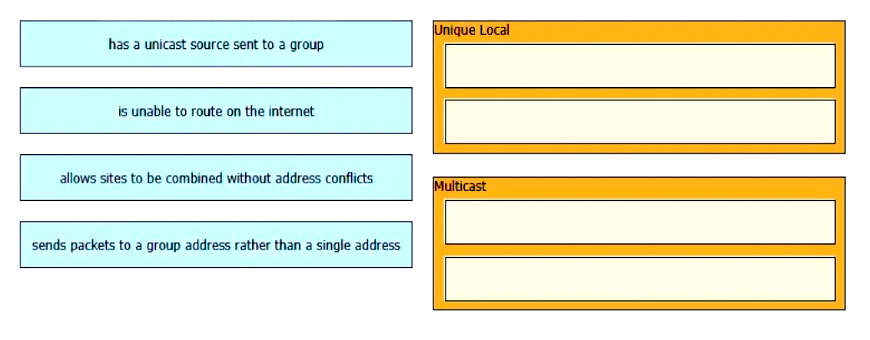 has a unicast source sent to a group
is unable to route on the internet
allows sites to be combined without address conflicts
sends packets to a group address rather than a single address
Unique Local
Multicast